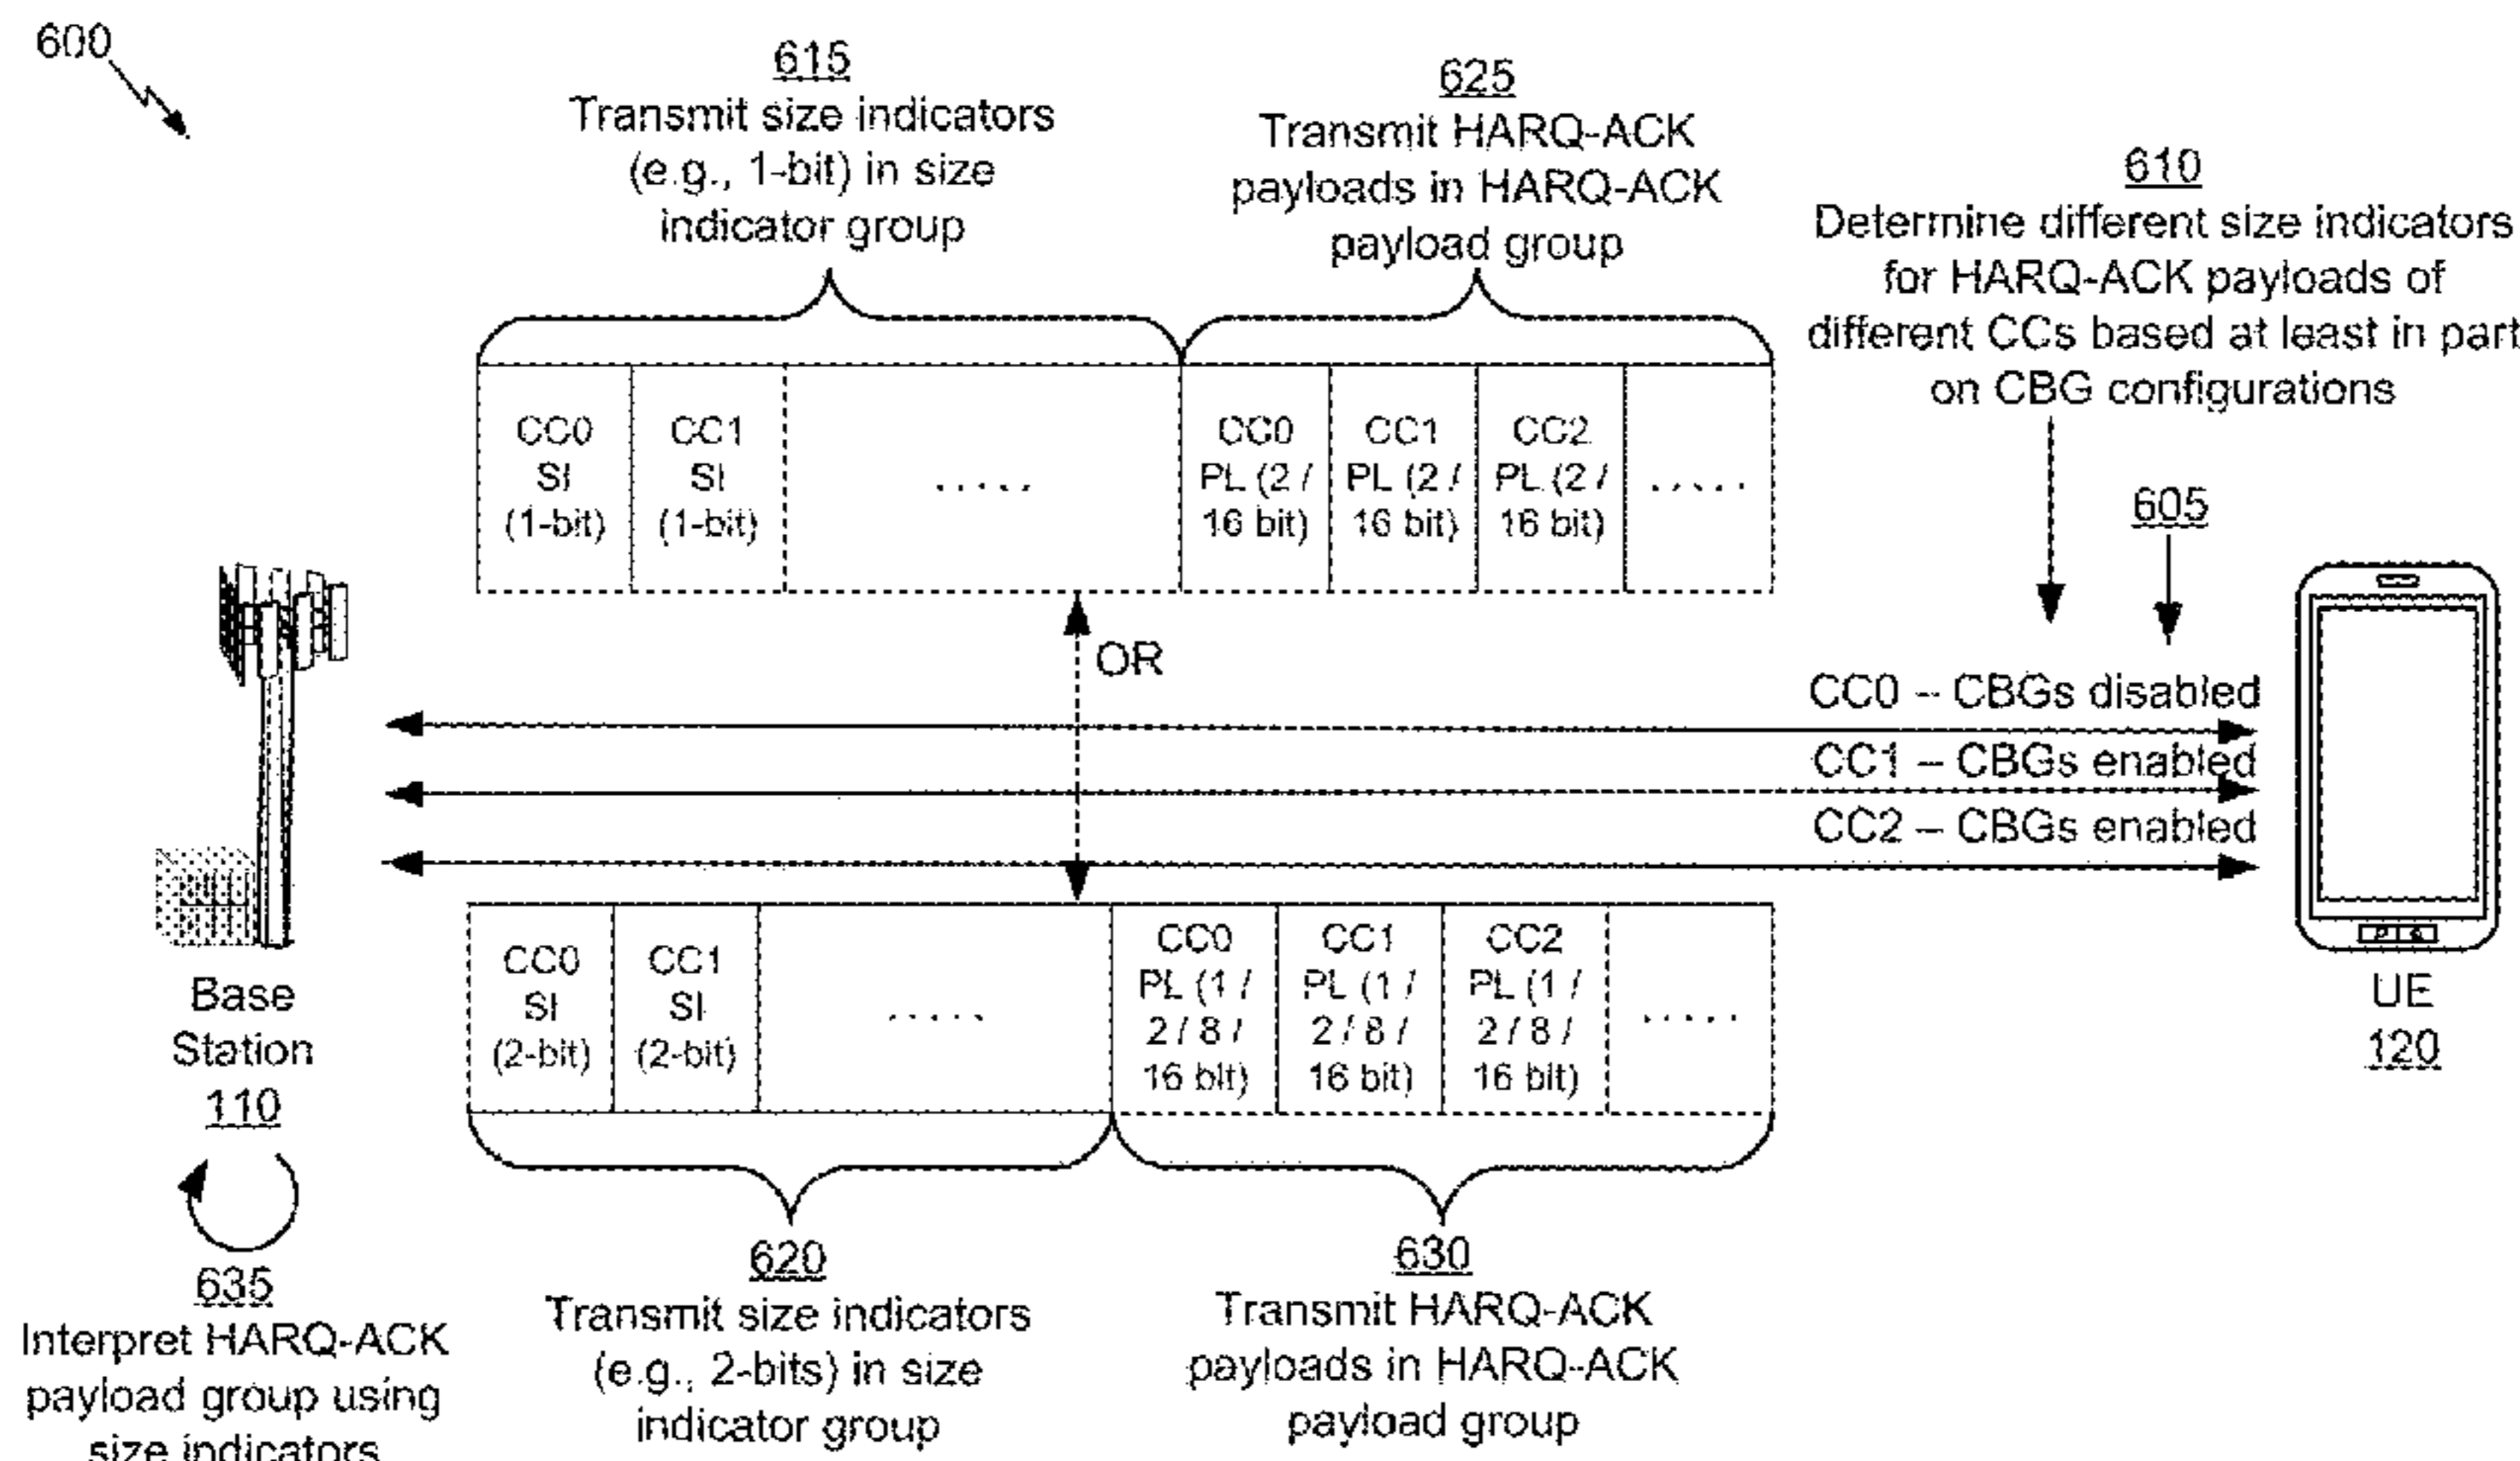 600
615
Transmit size indicators
(e.g., 1-bit) in size
indicator group
625
Transmit HARQ-ACK
payloads in HARQ-ACK
payload group
610
Determine different size indicators
for HARQ-ACK payloads of
different CCs based at least in part
on CBG configurations
605
CC0
SI
(1-bit)
CC1
SI
(1-bit)
.....
CC0
PL (2 /
16 bit)
CC1
PL (2 /
16 bit)
CC2
PL (2 /
16 bit)
.....
OR
CC0 – CBGs disabled
CC1 – CBGs enabled
CC2 – CBGs enabled
Base
Station
110
UE
120
CC0
SI
(2-bit)
CC1
SI
(2-bit)
.....
CC0
PL (1 /
2 / 8 /
16 bit)
CC1
PL (1 /
2 / 8 /
16 bit)
CC2
PL (1 /
2 / 8 /
16 bit)
.....
635
Interpret HARQ-ACK
payload group using
size indicators
620
Transmit size indicators
(e.g., 2-bits) in size
indicator group
630
Transmit HARQ-ACK
payloads in HARQ-ACK
payload group